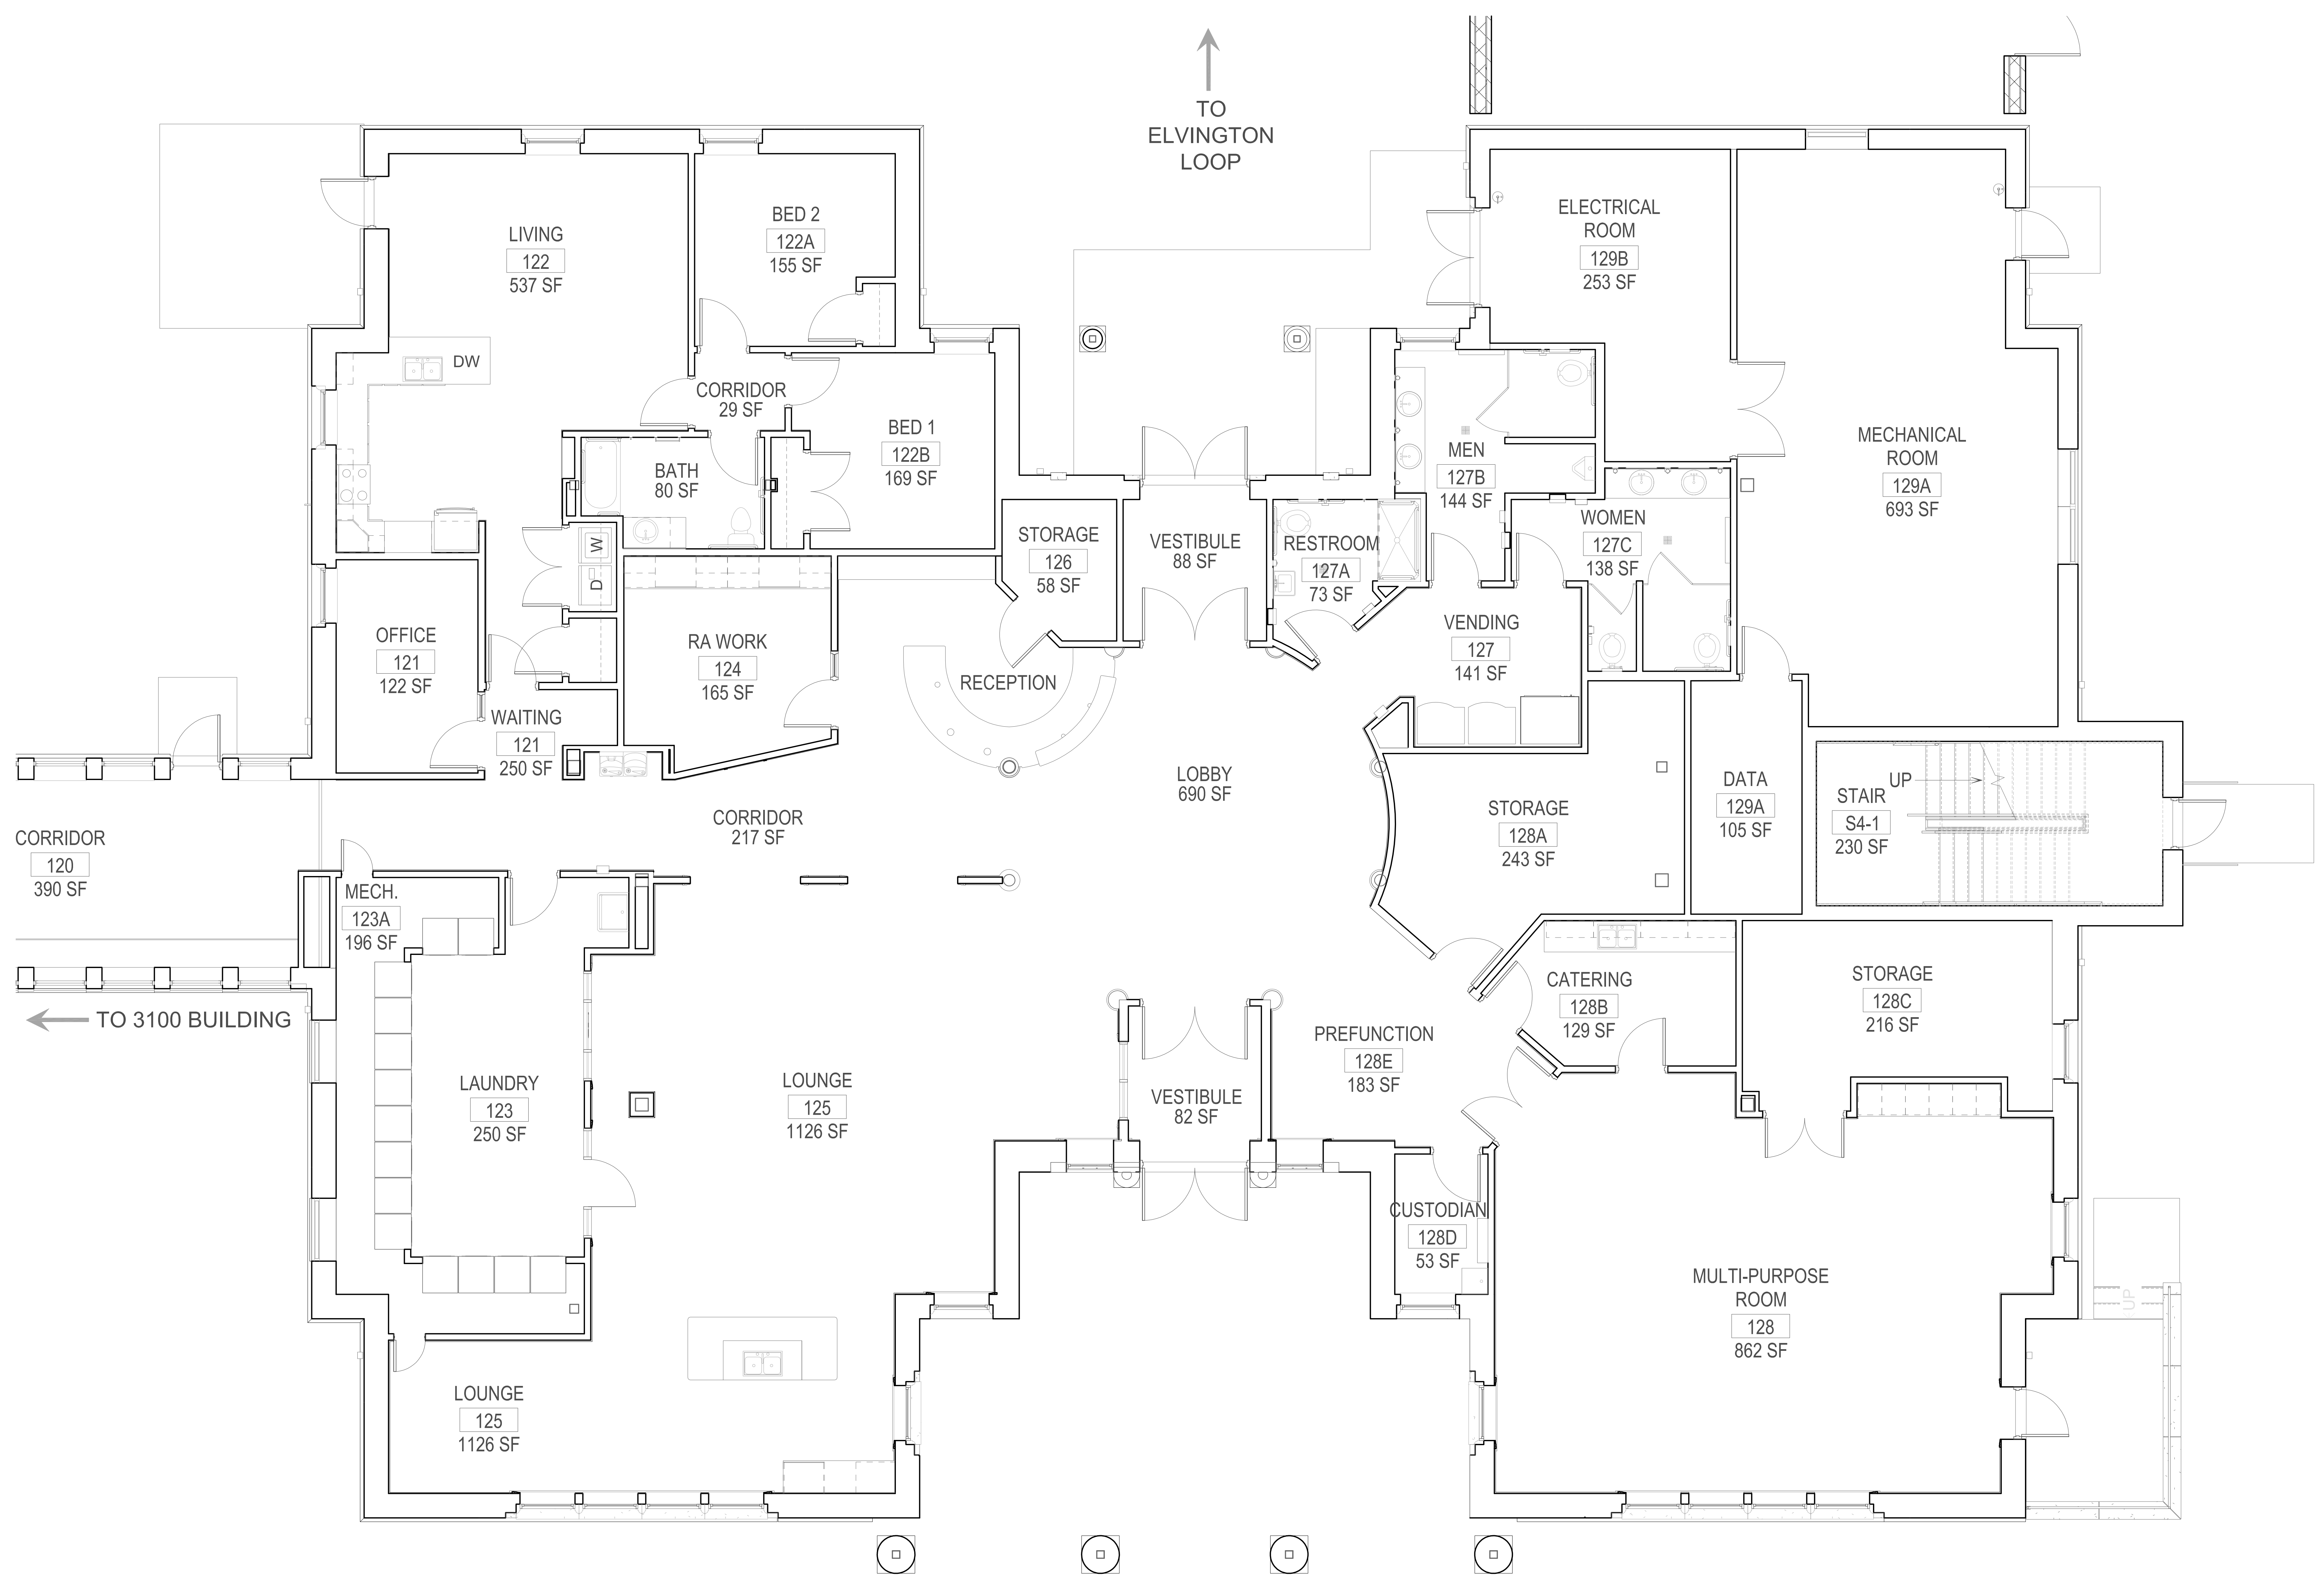 TO
ELVINGTON
LOOP
LIVING
122
537 SF
BED 2
122A
155 SF
ELECTRICAL
ROOM
129B
253 SF
DW
CORRIDOR
29 SF
BED 1
122B
169 SF
BATH
80 SF
MEN
127B
144 SF
MECHANICAL
ROOM
129A
693 SF
W
D
STORAGE
126
58 SF
VESTIBULE
88 SF
RESTROOM
127A
73 SF
WOMEN
127C
138 SF
OFFICE
121
122 SF
RA WORK
124
165 SF
RECEPTION
VENDING
127
141 SF
WAITING
121
250 SF
LOBBY
690 SF
CORRIDOR
217 SF
STORAGE
128A
243 SF
DATA
129A
105 SF
UP
STAIR
S4-1
230 SF
CORRIDOR
120
390 SF
MECH.
123A
196 SF
TO 3100 BUILDING
CATERING
128B
129 SF
STORAGE
128C
216 SF
LAUNDRY
123
250 SF
LOUNGE
125
1126 SF
VESTIBULE
82 SF
PREFUNCTION
128E
183 SF
CUSTODIAN
128D
53 SF
MULTI-PURPOSE
ROOM
128
862 SF
UP
LOUNGE
125
1126 SF